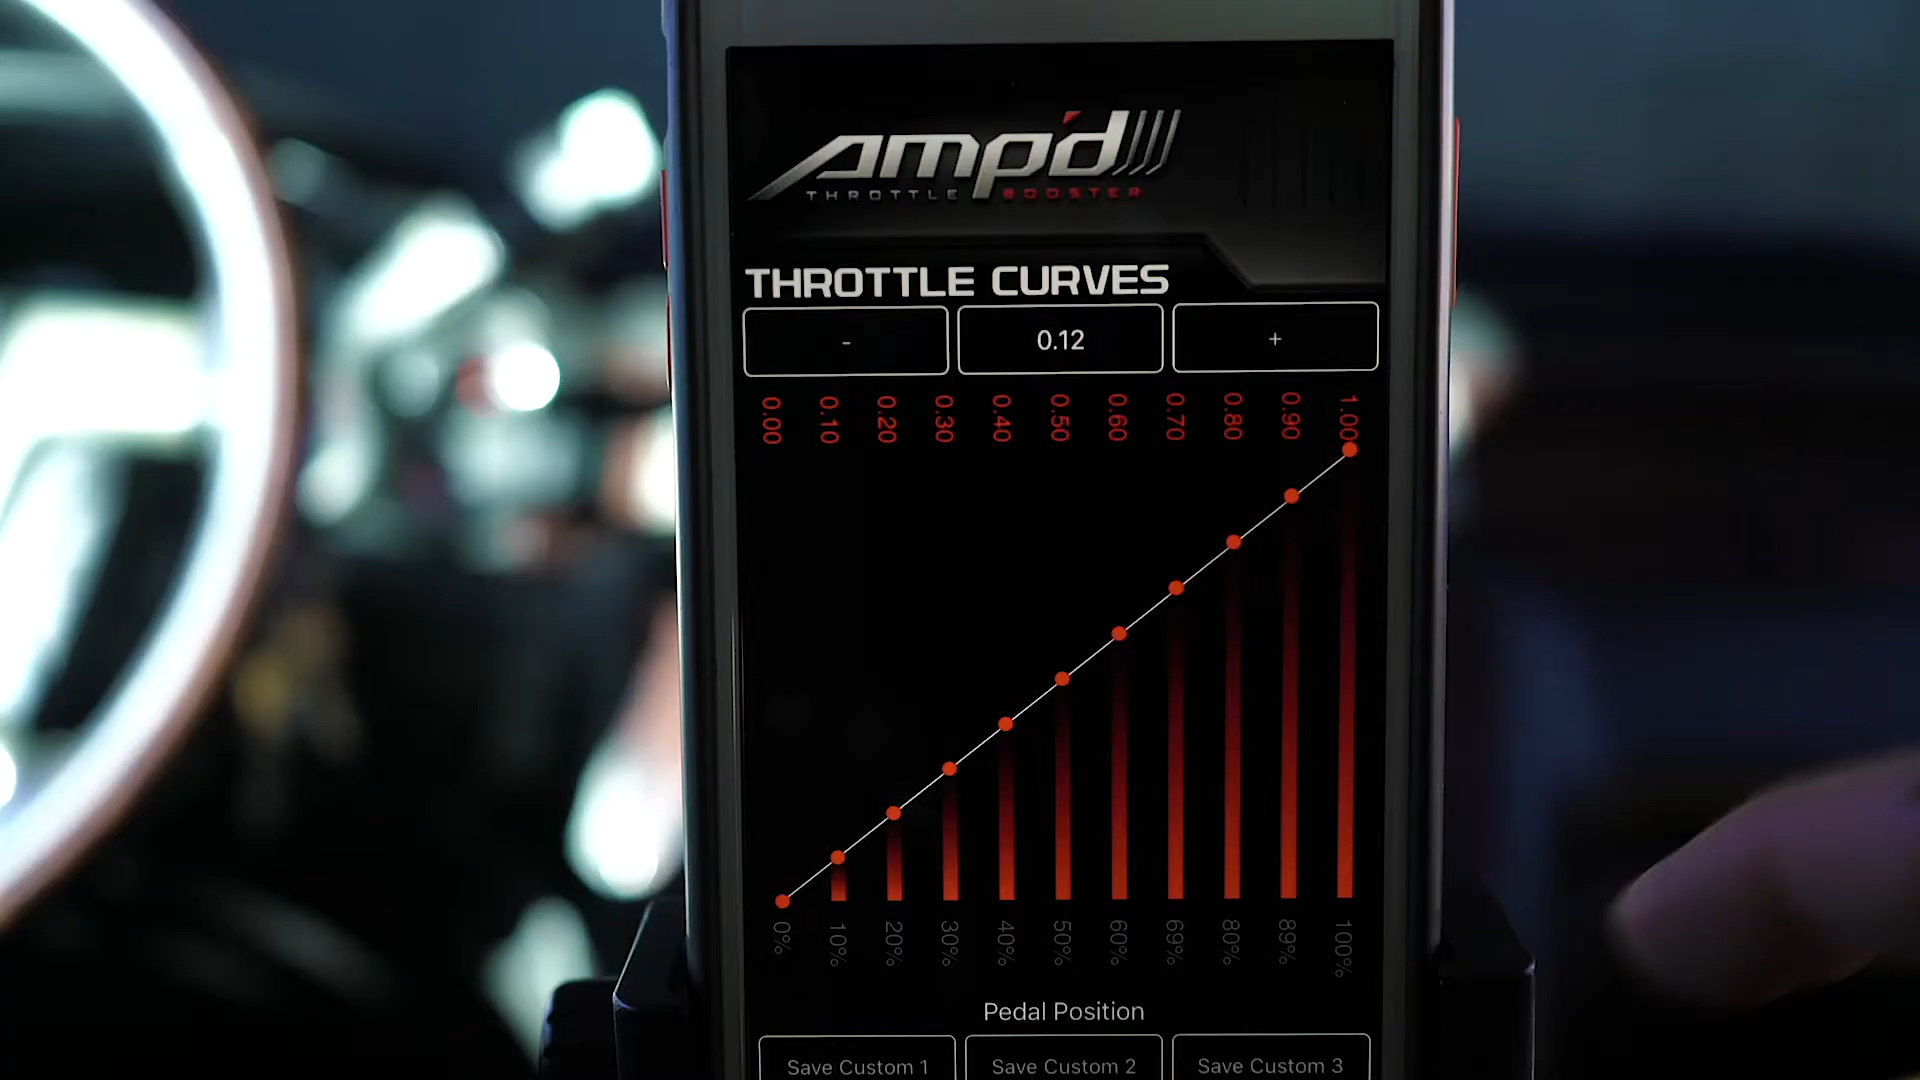 amp'd
THROTTLE BOOSTER
THROTTLE CURVES
- 0.12 +
0.00 0.10 0.20 0.30 0.40 0.50 0.60 0.70 0.80 0.90 1.00
0% 10% 20% 30% 40% 50% 60% 69% 80% 89% 100%
Pedal Position
Save Custom 1 Save Custom 2 Save Custom 3